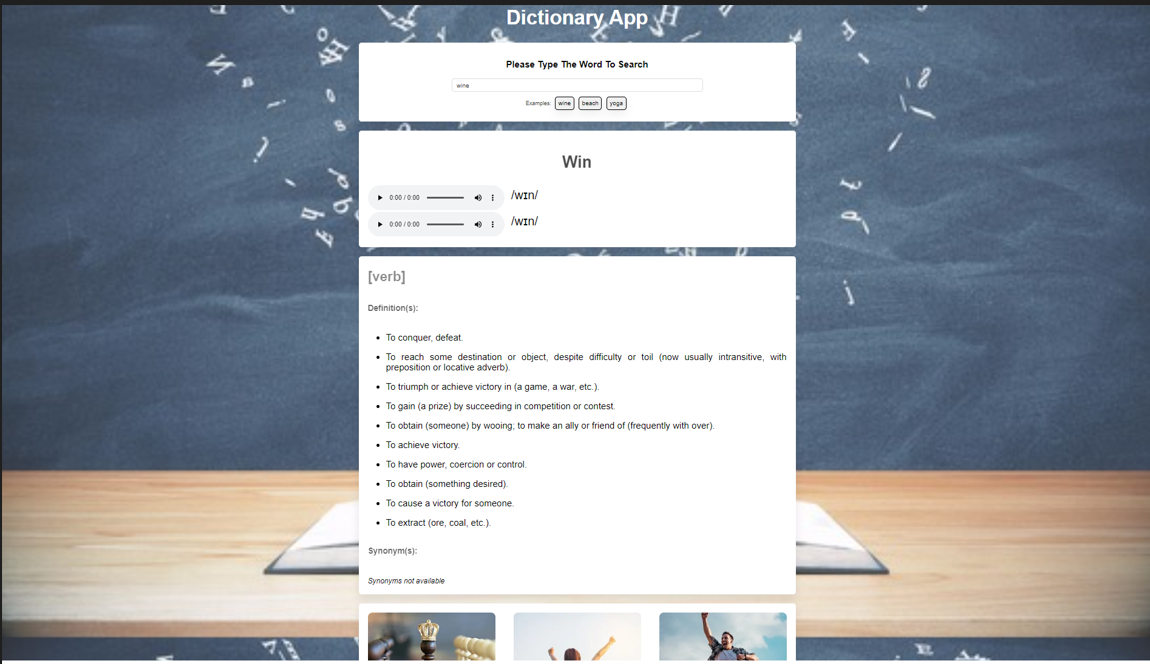 Dictionary App
Please Type The Word To Search
wine
Examples: wine beach yoga
Win
0:00 / 0:00 /wɪn/
0:00 / 0:00 /wɪn/
[verb]
Definition(s):
To conquer, defeat.
To reach some destination or object, despite difficulty or toil (now usually intransitive, with
preposition or locative adverb).
To triumph or achieve victory in (a game, a war, etc.).
To gain (a prize) by succeeding in competition or contest.
To obtain (someone) by wooing; to make an ally or friend of (frequently with over).
To achieve victory.
To have power, coercion or control.
To obtain (something desired).
To cause a victory for someone.
To extract (ore, coal, etc.).
Synonym(s):
Synonyms not available